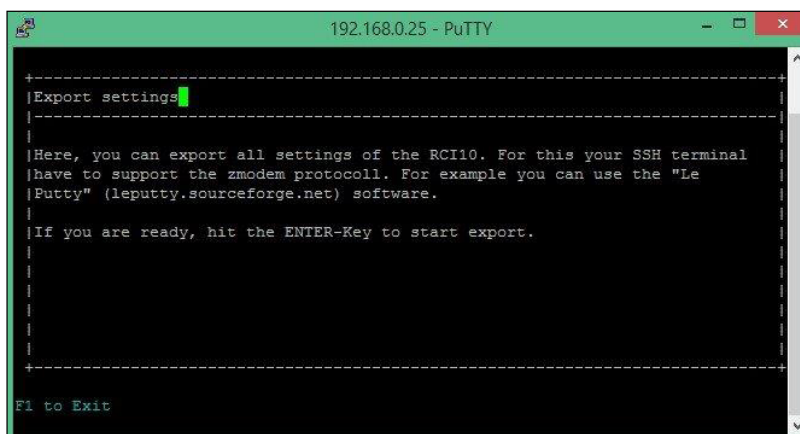 192.168.0.25 - PuTTY
Export settings
Here, you can export all settings of the RCI10. For this your SSH terminal
have to support the zmodem protocoll. For example you can use the "Le
Putty" (leputty.sourceforge.net) software.
If you are ready, hit the ENTER-Key to start export.
F1 to Exit